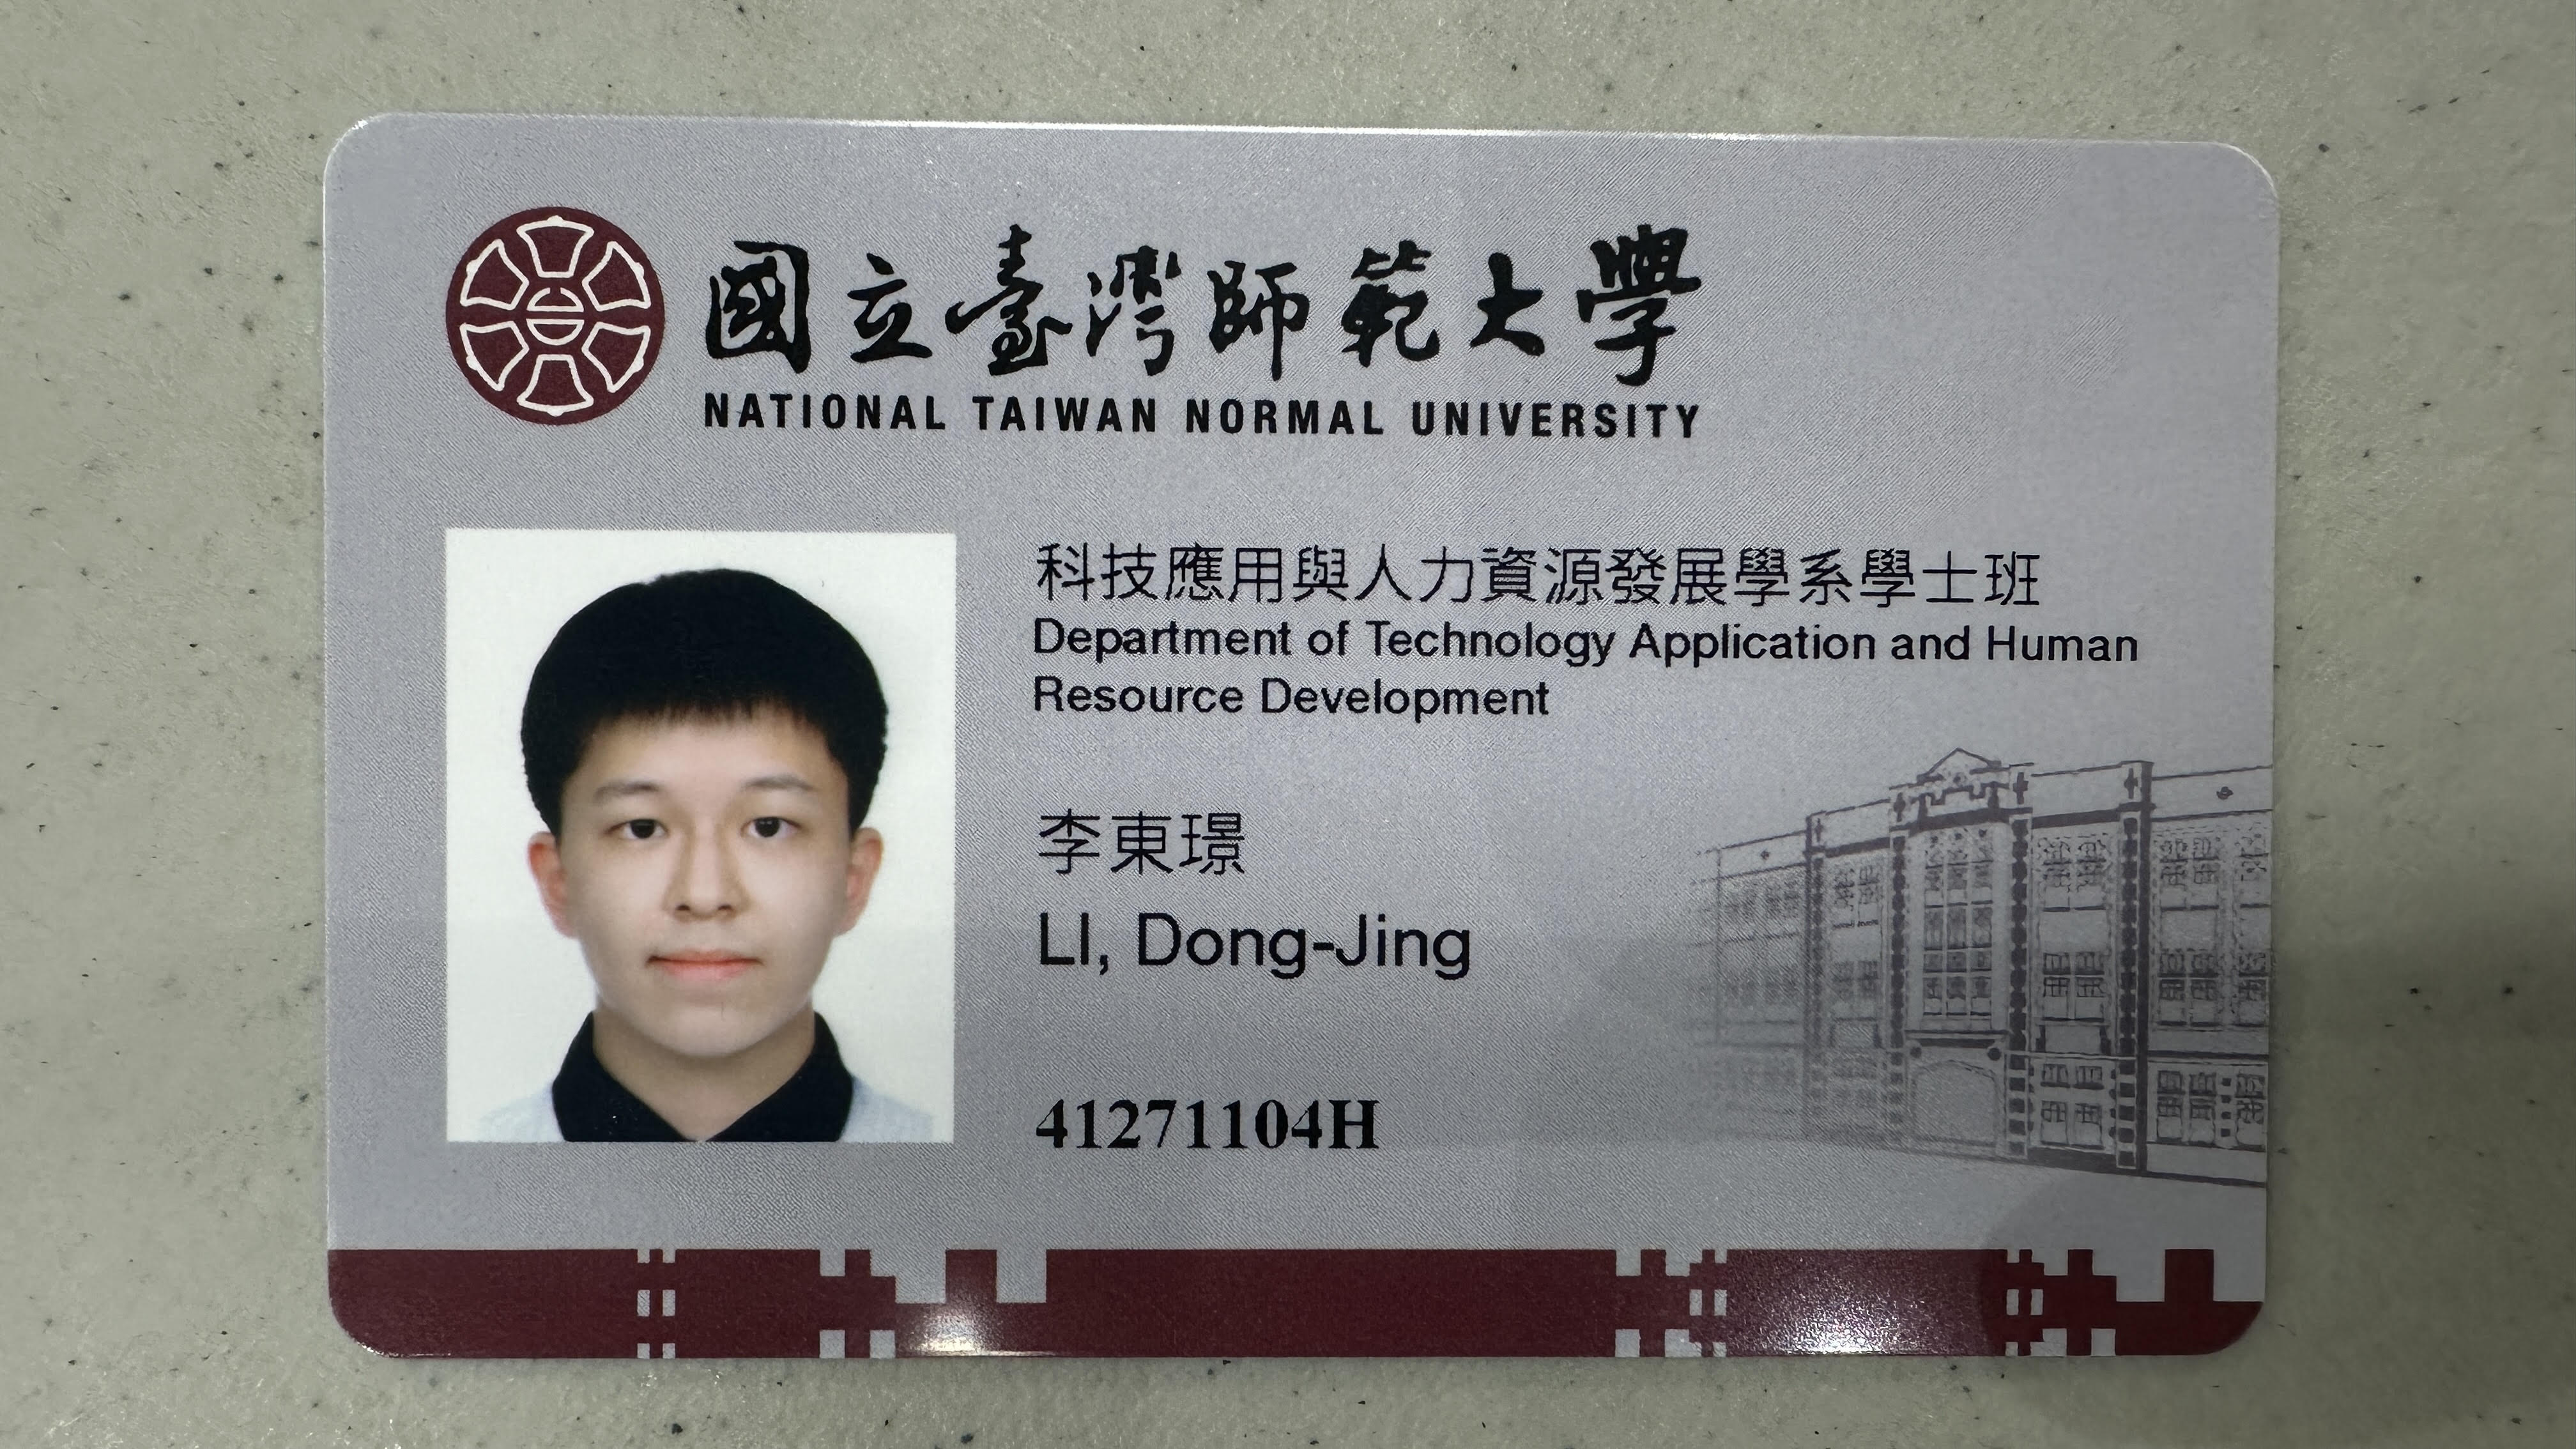 國立臺灣師範大學
NATIONAL TAIWAN NORMAL UNIVERSITY
科技應用與人力資源發展學系學士班
Department of Technology Application and Human
Resource Development
李東璟
LI, Dong-Jing
41271104H